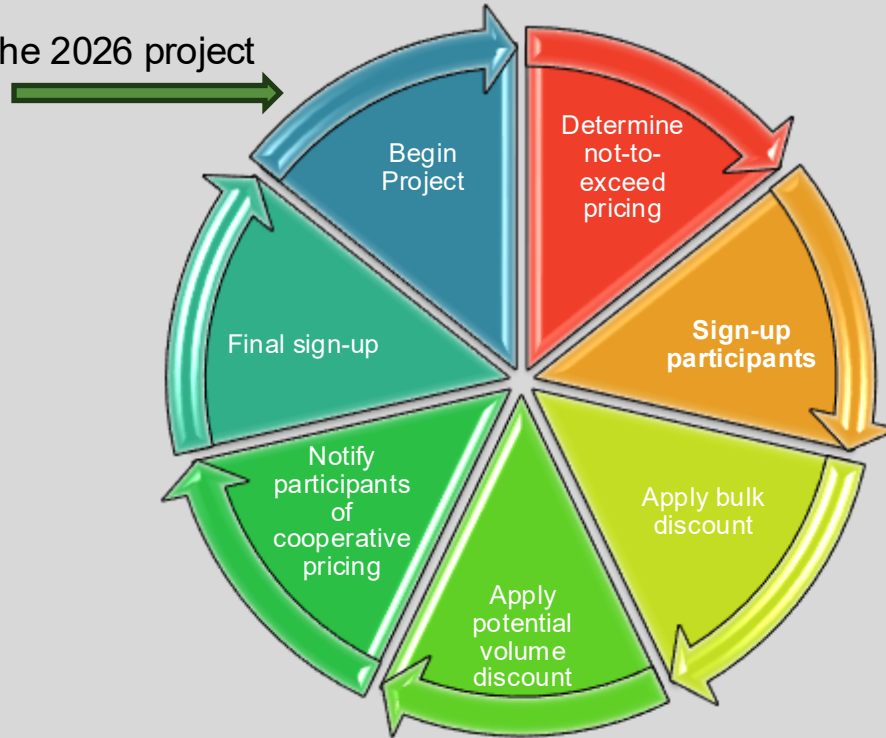 he 2026 project
Begin
Project
Determine
not-to-
exceed
pricing
Sign-up
participants
Apply bulk
discount
Apply
potential
volume
discount
Notify
participants
of
cooperative
pricing
Final sign-up